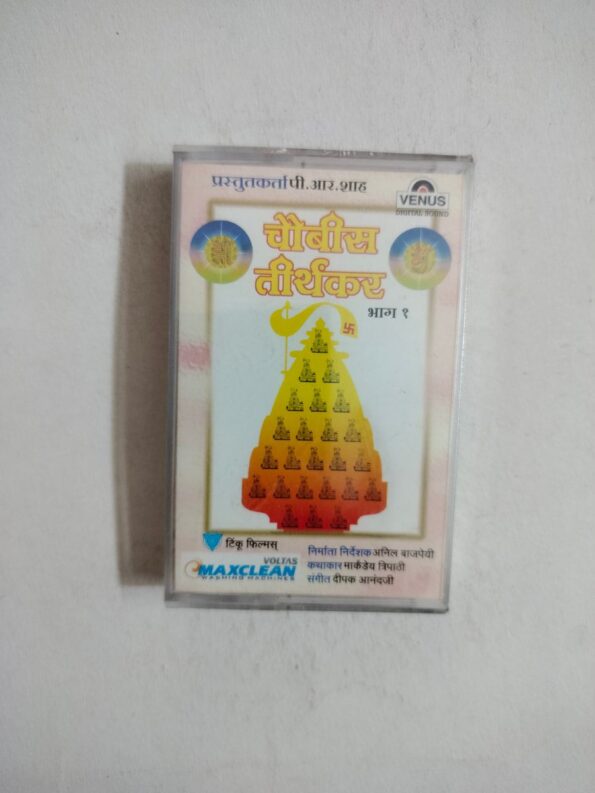 प्रस्तुतकर्ता पी.आर.शाह
VENUS
DIGITAL SOUND
चौबीस
तीर्थंकर
भाग १
टिंकू फिल्मस्
VOLTAS
MAXCLEAN
WASHING MACHINES
निर्माता निर्देशक अनिल बाजपेयी
कथाकार मार्कंडेय त्रिपाठी
संगीत दीपक आनंदजी